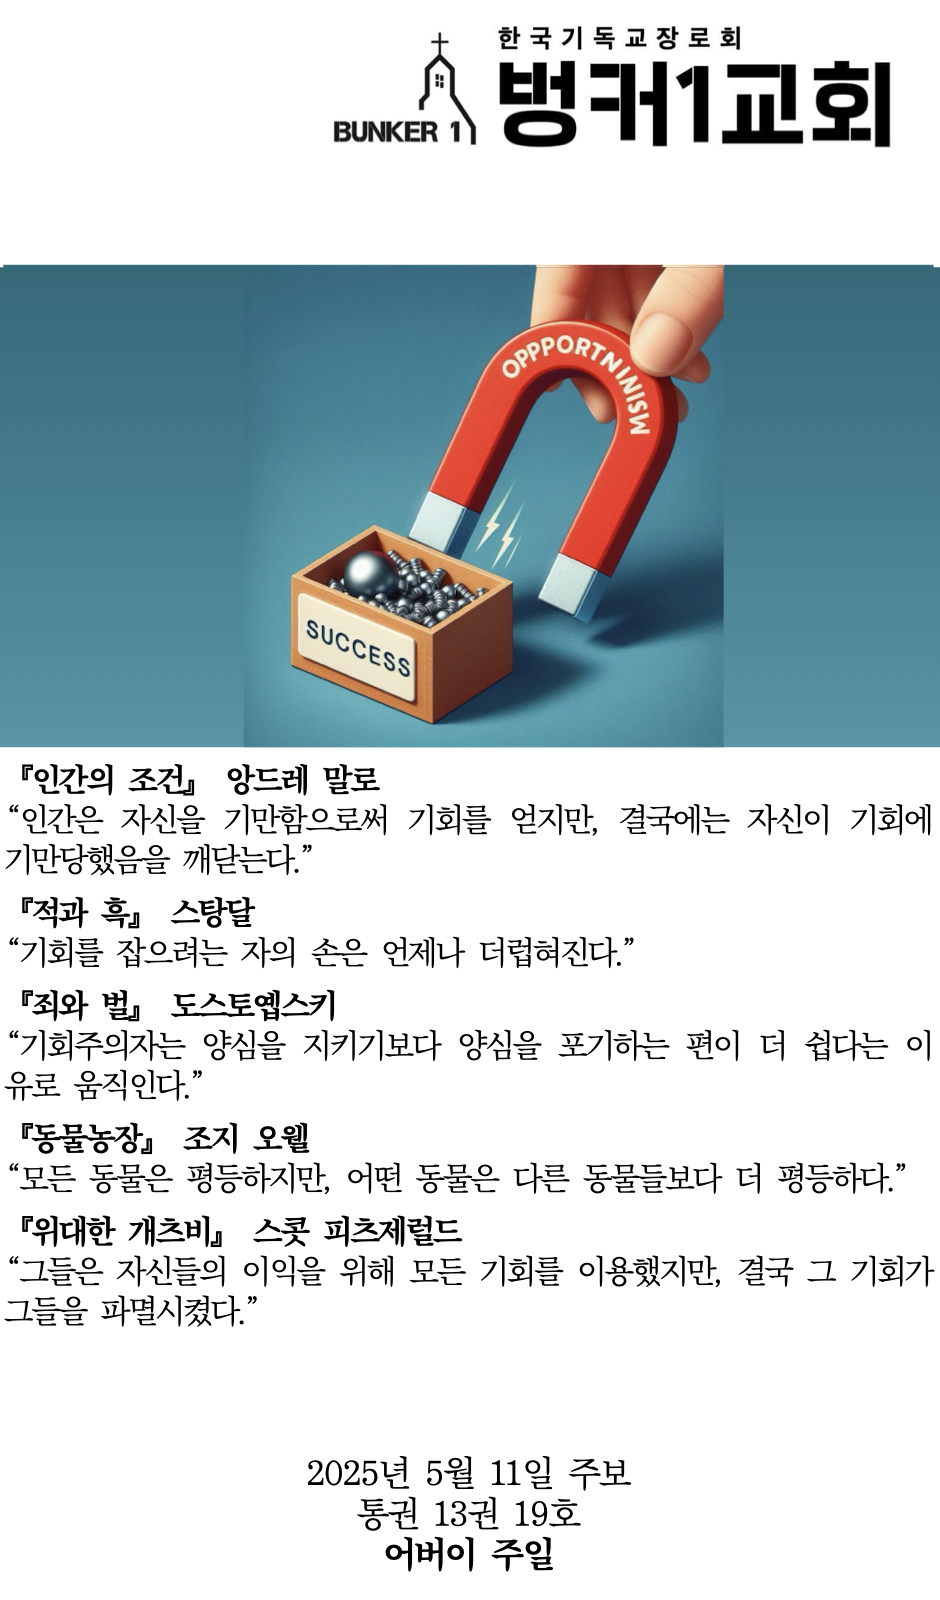 한국기독교장로회
BUNKER 1
벙커1교회
OPPPORTNINISM
SUCCESS
『인간의 조건』 앙드레 말로
“인간은 자신을 기만함으로써 기회를 얻지만, 결국에는 자신이 기회에
기만당했음을 깨닫는다.”
『적과 흑』 스탕달
“기회를 잡으려는 자의 손은 언제나 더럽혀진다.”
『죄와 벌』 도스토옙스키
“기회주의자는 양심을 지키기보다 양심을 포기하는 편이 더 쉽다는 이
유로 움직인다.”
『동물농장』 조지 오웰
“모든 동물은 평등하지만, 어떤 동물은 다른 동물들보다 더 평등하다.”
『위대한 개츠비』 스콧 피츠제럴드
“그들은 자신들의 이익을 위해 모든 기회를 이용했지만, 결국 그 기회가
그들을 파멸시켰다.”
2025년 5월 11일 주보
통권 13권 19호
어버이 주일